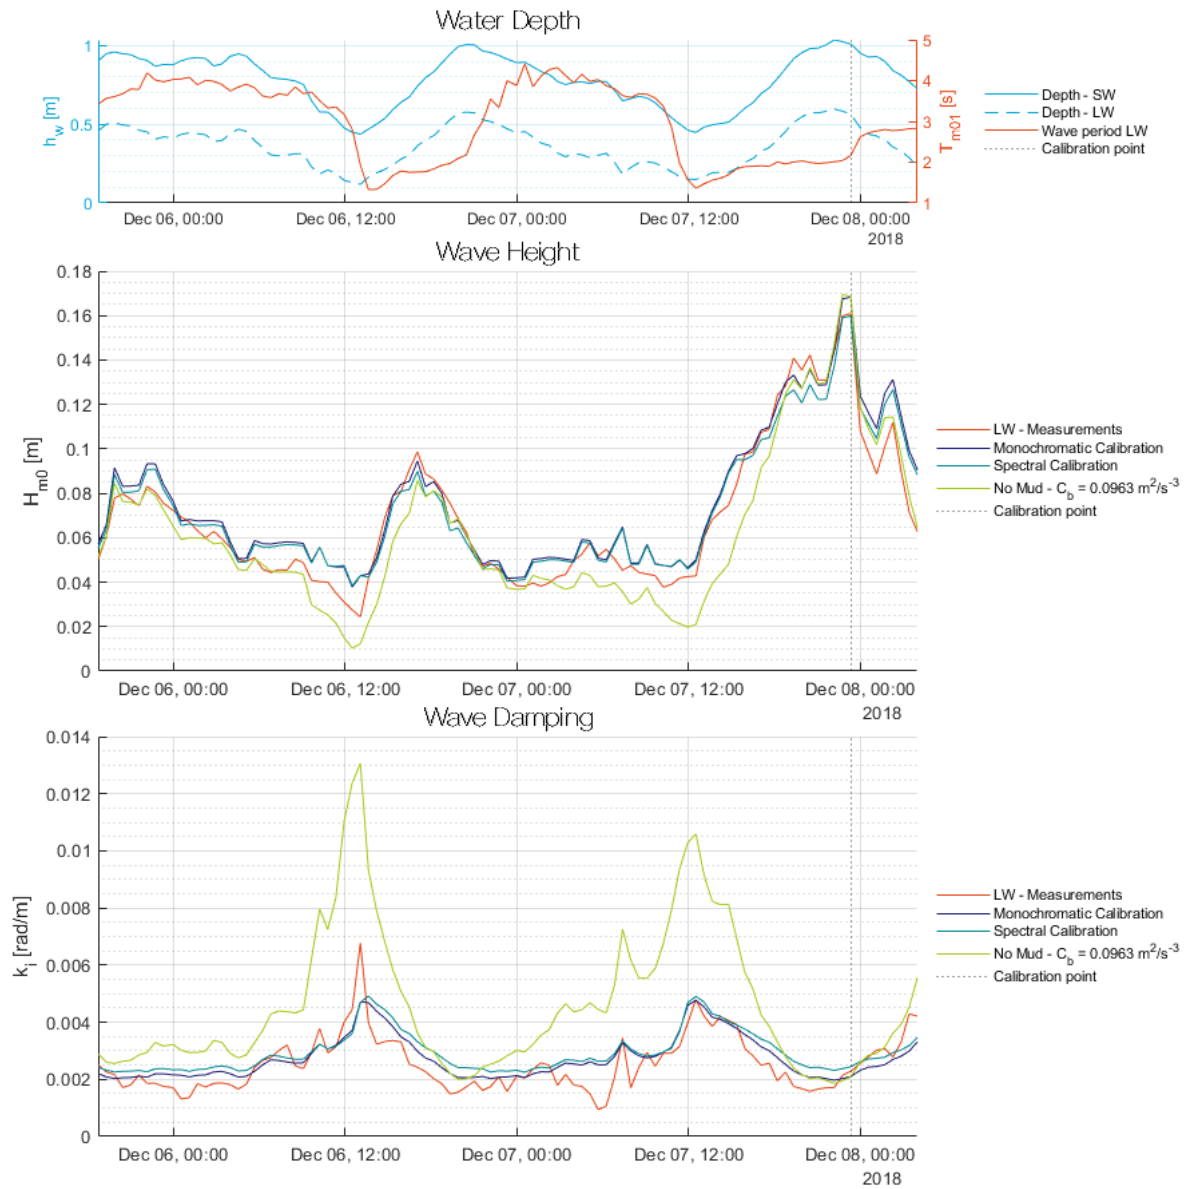 Water Depth
1
0.5
0
h_w [m]
5
4
3
2
1
T_m01 [s]
Dec 06, 00:00
Dec 06, 12:00
Dec 07, 00:00
Dec 07, 12:00
Dec 08, 00:00
2018
Depth - SW
Depth - LW
Wave period LW
Calibration point
Wave Height
0.18
0.16
0.14
0.12
0.1
0.08
0.06
0.04
0.02
0
H_m0 [m]
Dec 06, 00:00
Dec 06, 12:00
Dec 07, 00:00
Dec 07, 12:00
Dec 08, 00:00
2018
LW - Measurements
Monochromatic Calibration
Spectral Calibration
No Mud - C_b = 0.0963 m^2/s^-3
Calibration point
Wave Damping
0.014
0.012
0.01
0.008
0.006
0.004
0.002
0
k_i [rad/m]
Dec 06, 00:00
Dec 06, 12:00
Dec 07, 00:00
Dec 07, 12:00
Dec 08, 00:00
2018
LW - Measurements
Monochromatic Calibration
Spectral Calibration
No Mud - C_b = 0.0963 m^2/s^-3
Calibration point